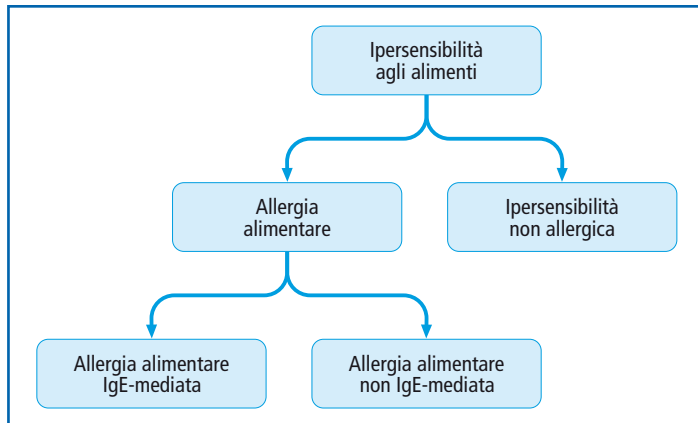 Ipersensibilità
agli alimenti
Allergia
alimentare
Ipersensibilità
non allergica
Allergia alimentare
IgE-mediata
Allergia alimentare
non IgE-mediata